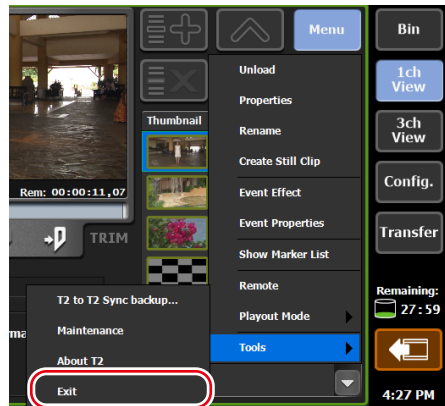 Menu
Bin
Unload
1ch
View
Properties
Thumbnail
Rename
3ch
View
Create Still Clip
Rem: 00:00:11,07
Event Effect
Config.
Event Properties
TRIM
Transfer
Show Marker List
Remote
Remaining:
27:59
T2 to T2 Sync backup...
Playout Mode
Maintenance
Tools
About T2
Exit
4:27 PM